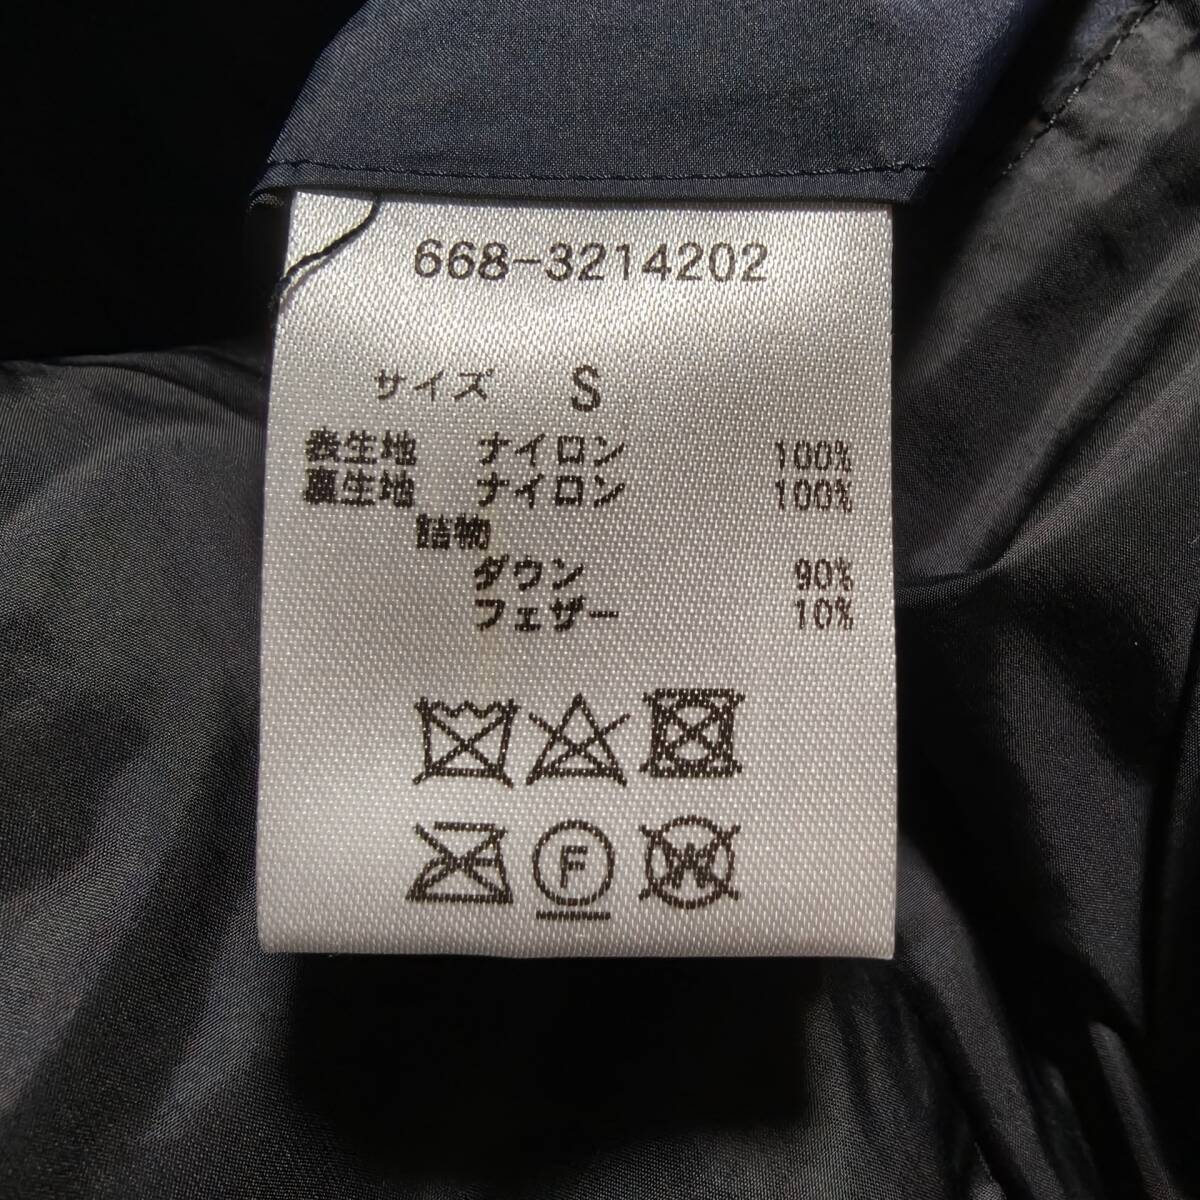 668-3214202
サイズ S
表生地 ナイロン 100%
裏生地 ナイロン 100%
詰物
ダウン 90%
フェザー 10%
F
W